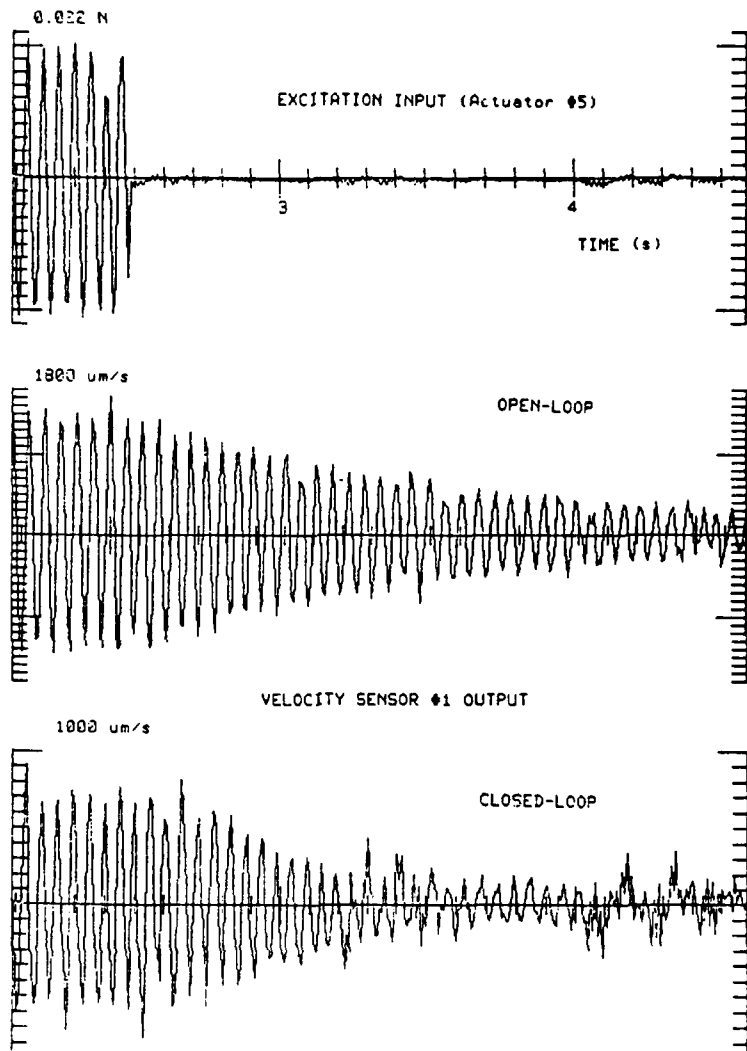 0.022 N
EXCITATION INPUT (Actuator #5)
3
4
TIME (s)
1800 um/s
OPEN-LOOP
VELOCITY SENSOR #1 OUTPUT
1000 um/s
CLOSED-LOOP